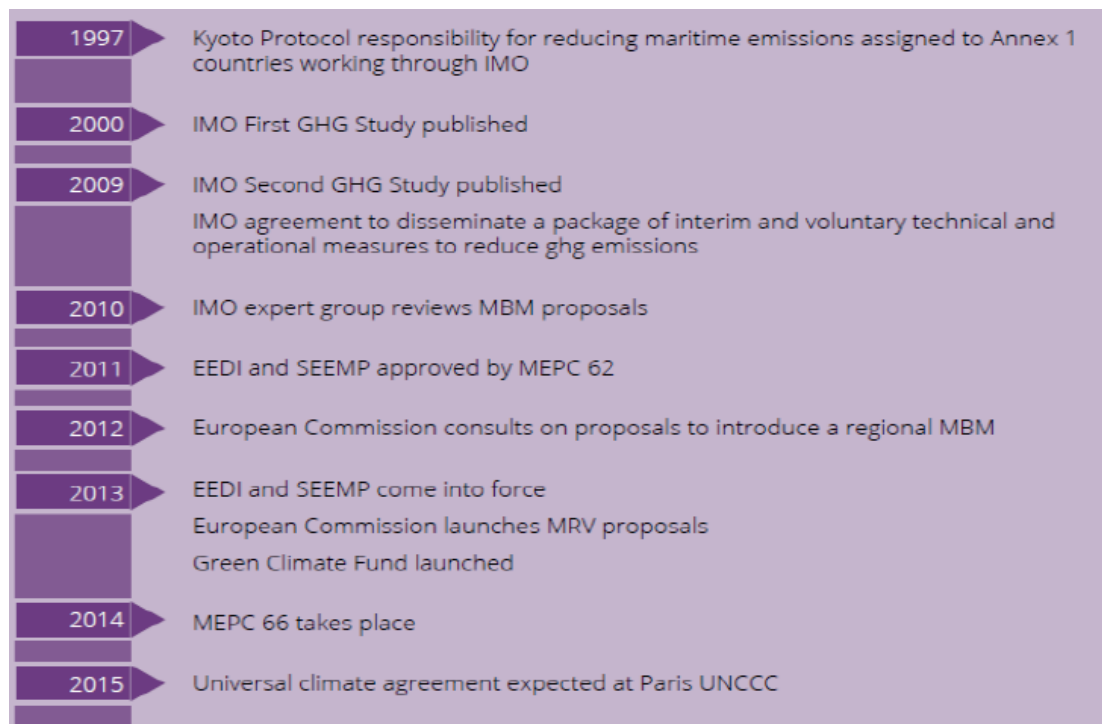 1997
Kyoto Protocol responsibility for reducing maritime emissions assigned to Annex 1
countries working through IMO
2000
IMO First GHG Study published
2009
IMO Second GHG Study published
IMO agreement to disseminate a package of interim and voluntary technical and
operational measures to reduce ghg emissions
2010
IMO expert group reviews MBM proposals
2011
EEDI and SEEMP approved by MEPC 62
2012
European Commission consults on proposals to introduce a regional MBM
2013
EEDI and SEEMP come into force
European Commission launches MRV proposals
Green Climate Fund launched
2014
MEPC 66 takes place
2015
Universal climate agreement expected at Paris UNCCC